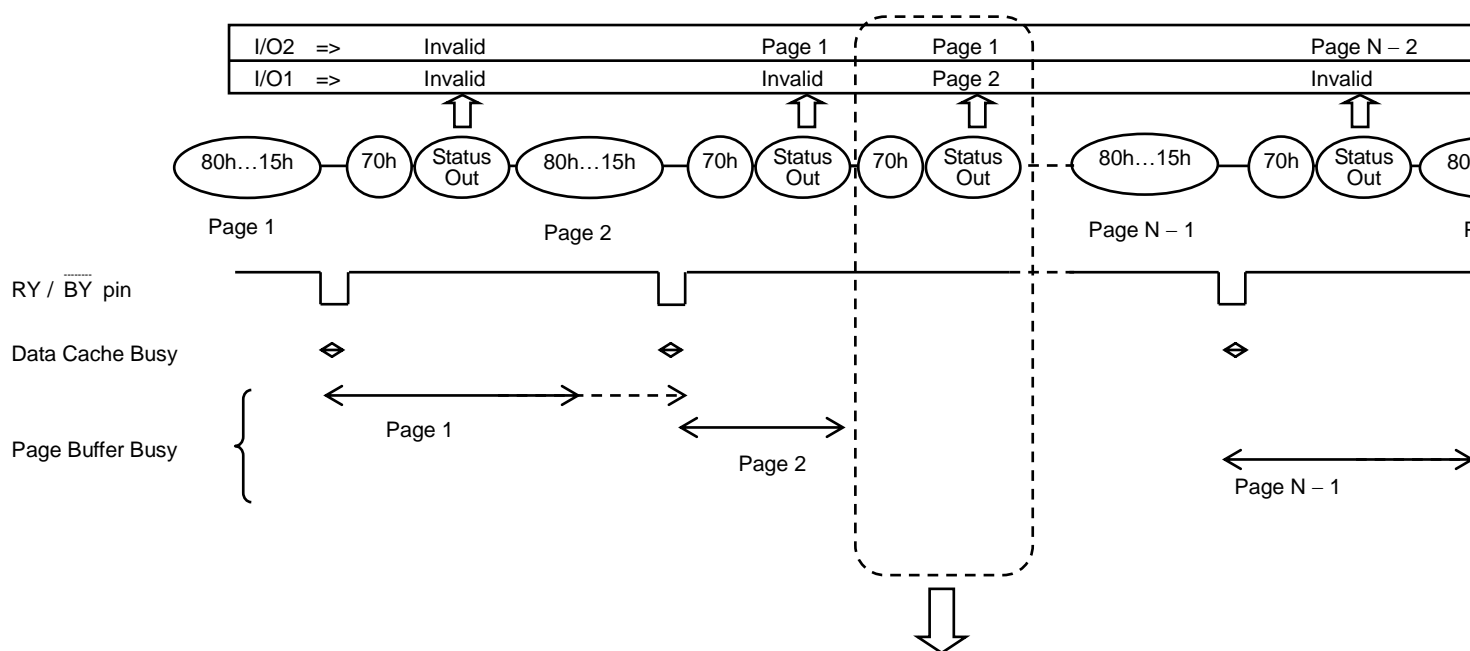 I/O2 => Invalid Page 1 Page 1 Page N − 2
I/O1 => Invalid Invalid Page 2 Invalid
80h…15h 70h Status Out 80h…15h 70h Status Out 70h Status Out 80h…15h 70h Status Out 80
Page 1 Page 2 Page N − 1
RY / BY pin
Data Cache Busy
Page Buffer Busy
Page 1
Page 2
Page N − 1